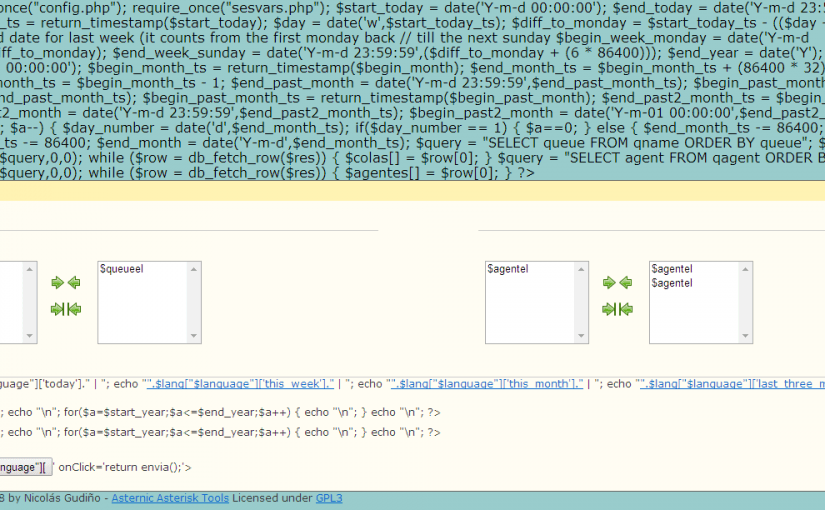 once("config.php"); require_once("sesvars.php"); $start_today = date('Y-m-d 00:00:00'); $end_today = date('Y-m-d 23:5
_ts = return_timestamp($start_today); $day = date('w',$start_today_ts); $diff_to_monday = $start_today_ts - (($day -
d date for last week (it counts from the first monday back // till the next sunday $begin_week_monday = date('Y-m-d
diff_to_monday); $end_week_sunday = date('Y-m-d 23:59:59',($diff_to_monday + (6 * 86400))); $end_year = date('Y');
00:00:00'); $begin_month_ts = return_timestamp($begin_month); $end_month_ts = $begin_month_ts + (86400 * 32)
month_ts = $begin_month_ts - 1; $end_past_month = date('Y-m-d 23:59:59',$end_past_month_ts); $begin_past_month =
end_past_month_ts); $begin_past_month_ts = return_timestamp($begin_past_month); $end_past2_month_ts = $begin_
t2_month = date('Y-m-d 23:59:59',$end_past2_month_ts); $begin_past2_month = date('Y-m-01 00:00:00',$end_past2_
; $a--) { $day_number = date('d',$end_month_ts); if($day_number == 1) { $a==0; } else { $end_month_ts -= 86400;
_ts -= 86400; $end_month = date('Y-m-d',$end_month_ts); $query = "SELECT queue FROM qname ORDER BY queue"; $
$query,0,0); while ($row = db_fetch_row($res)) { $colas[] = $row[0]; } $query = "SELECT agent FROM qagent ORDER B
$query,0,0); while ($row = db_fetch_row($res)) { $agentes[] = $row[0]; } ?>
$queueel
$agentel
$agentel
$agentel
guage"]['today']." | "; echo "".$lang["$language"]['this_week']." | "; echo "".$lang["$language"]['this_month']." | "; echo "".$lang["$language"]['last_three_m
; echo "\n"; for($a=$start_year;$a<=$end_year;$a++) { echo "\n"; } echo "\n"; ?>
; echo "\n"; for($a=$start_year;$a<=$end_year;$a++) { echo "\n"; } echo "\n"; ?>
nguage"][ ' onClick='return envia();'>
8 by Nicolás Gudiño - Asternic Asterisk Tools Licensed under GPL3